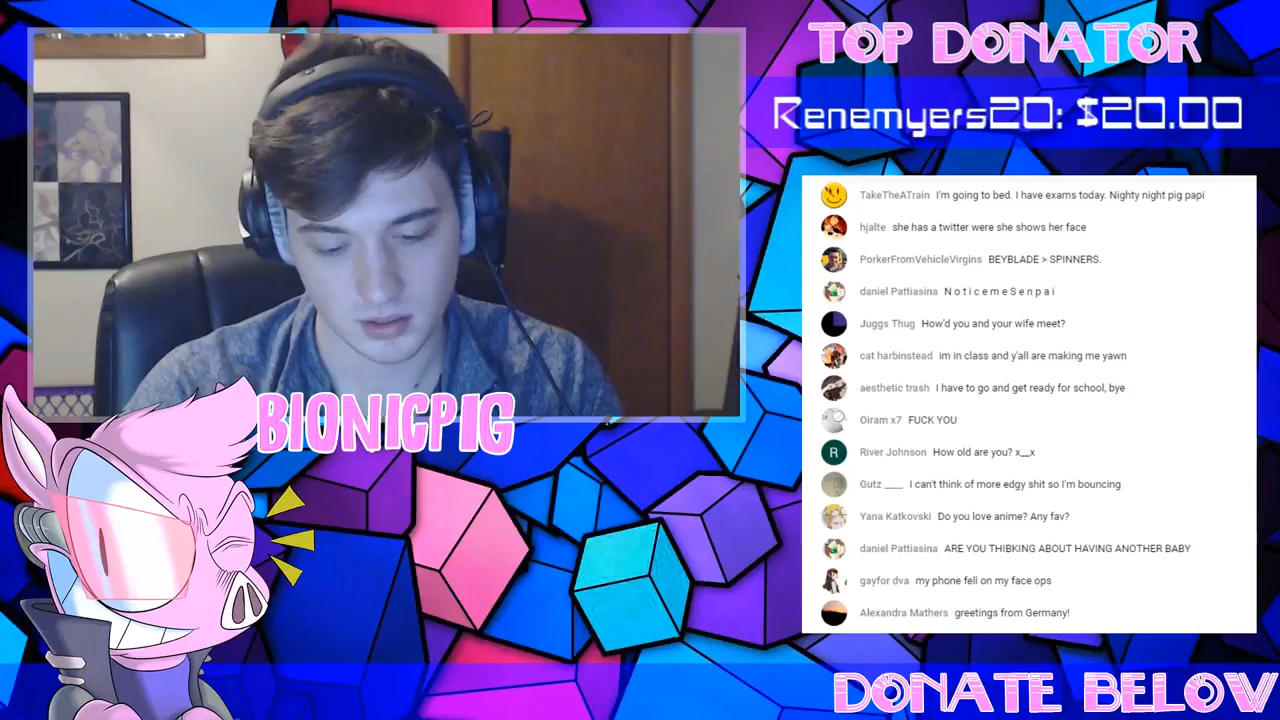 TOP DONATOR
Renemyers20: $20.00
TakeTheATrain I'm going to bed. I have exams today. Nighty night pig papi
hjalte she has a twitter were she shows her face
PorkerFromVehicleVirgins BEYBLADE > SPINNERS.
daniel Pattiasina N o t i c e m e S e n p a i
Juggs Thug How'd you and your wife meet?
cat harbinstead im in class and y'all are making me yawn
aesthetic trash I have to go and get ready for school, bye
Oiram x7 FUCK YOU
R River Johnson How old are you? x__x
Gutz ____ I can't think of more edgy shit so I'm bouncing
Yana Katkovski Do you love anime? Any fav?
daniel Pattiasina ARE YOU THIBKING ABOUT HAVING ANOTHER BABY
gayfor dva my phone fell on my face ops
Alexandra Mathers greetings from Germany!
BIONICPIG
DONATE BELOW